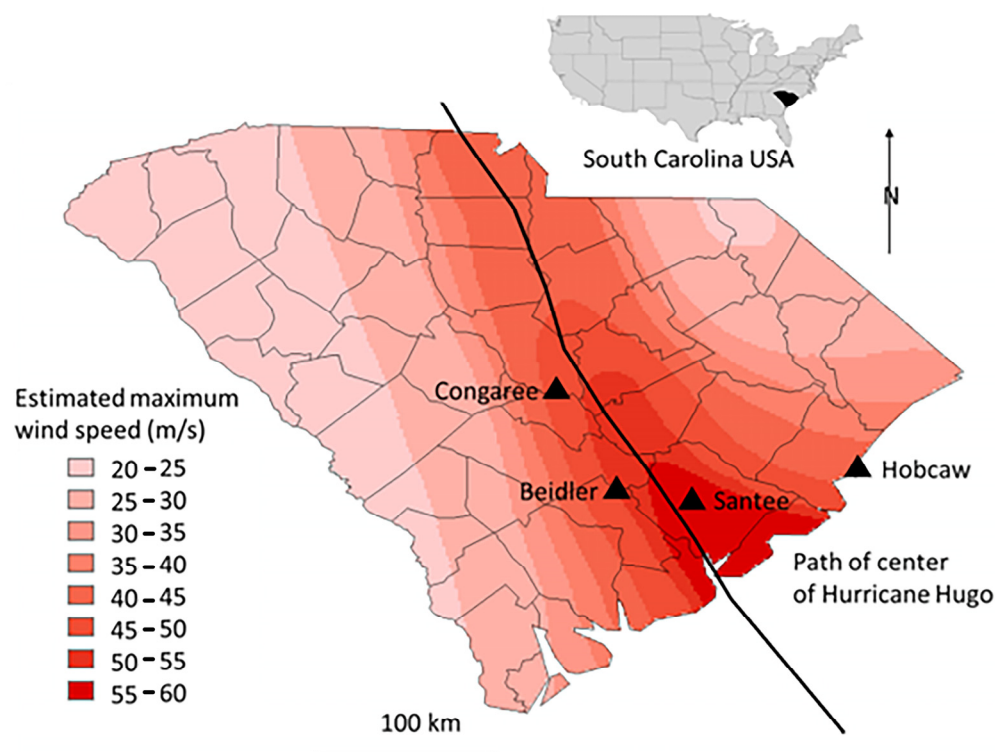 South Carolina USA
N
Congaree
Estimated maximum
wind speed (m/s)
20 – 25
25 – 30
30 – 35
35 – 40
40 – 45
45 – 50
50 – 55
55 – 60
Beidler
Santee
Hobcaw
Path of center
of Hurricane Hugo
100 km